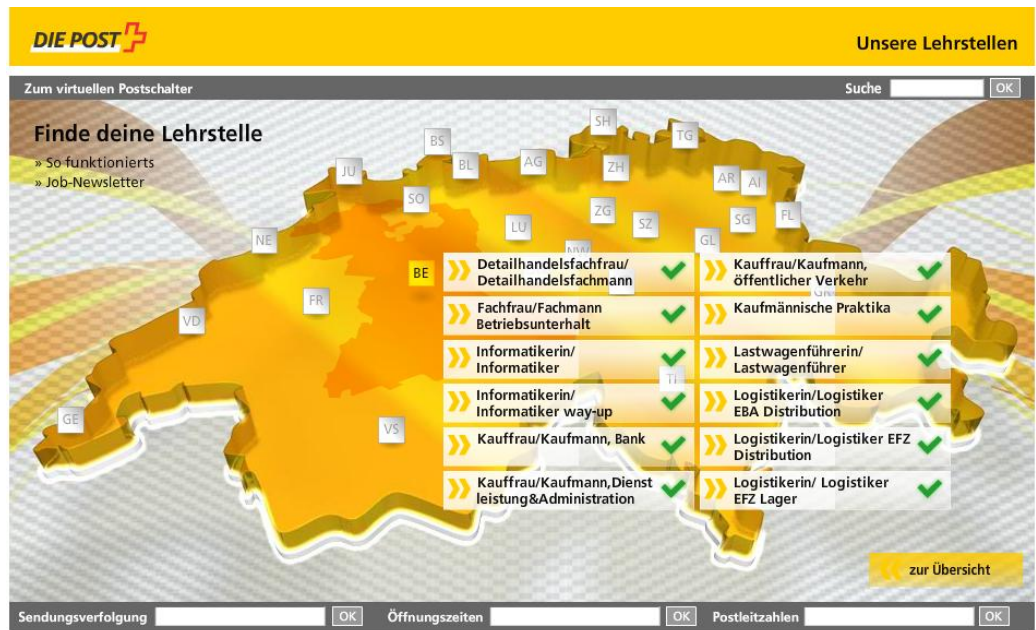 DIE POST
Unsere Lehrstellen
Zum virtuellen Postschalter
Suche
OK
Finde deine Lehrstelle
» So funktionierts
» Job-Newsletter
SH
TG
BS
BL
AG
ZH
JU
AR
AI
SO
ZG
SZ
SG
FL
LU
NE
GL
NW
BE
FR
VD
TI
GE
VS
Detailhandelsfachfrau/
Detailhandelsfachmann
Fachfrau/Fachmann
Betriebsunterhalt
Informatikerin/
Informatiker
Informatikerin/
Informatiker way-up
Kauffrau/Kaufmann, Bank
Kauffrau/Kaufmann,Dienst
leistung&Administration
Kauffrau/Kaufmann,
öffentlicher Verkehr
Kaufmännische Praktika
Lastwagenführerin/
Lastwagenführer
Logistikerin/Logistiker
EBA Distribution
Logistikerin/Logistiker EFZ
Distribution
Logistikerin/ Logistiker
EFZ Lager
zur Übersicht
Sendungsverfolgung
OK
Öffnungszeiten
OK
Postleitzahlen
OK